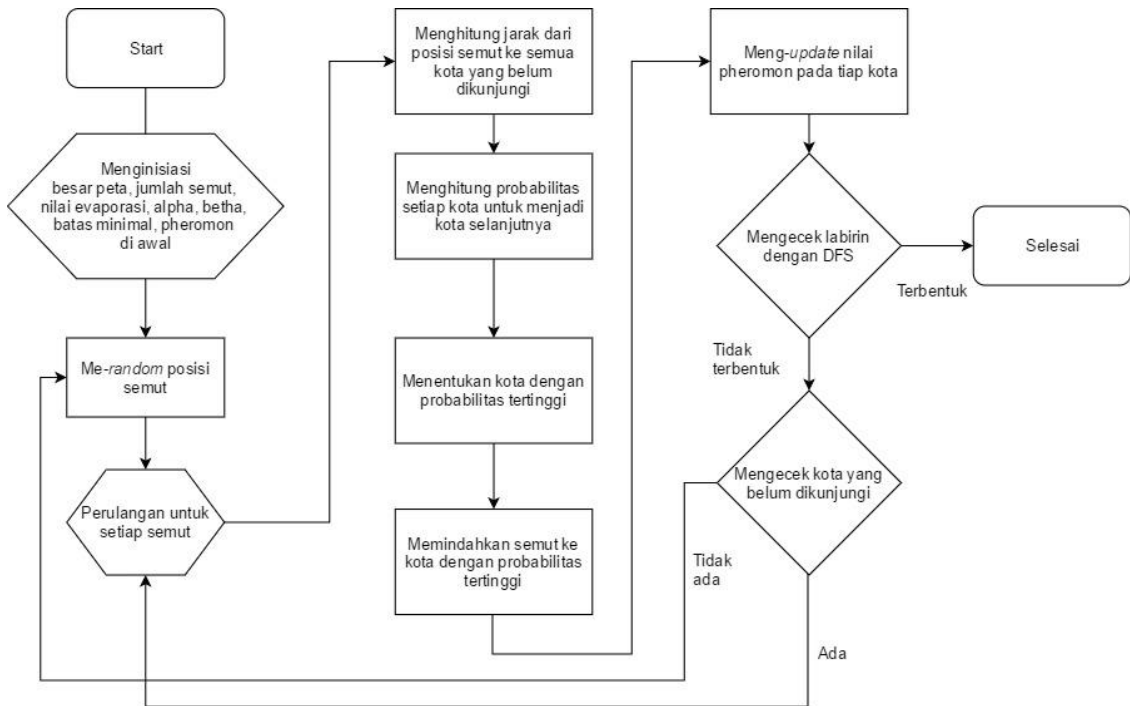 Start
Menginisiasi
besar peta, jumlah semut,
nilai evaporasi, alpha, betha,
batas minimal, pheromon
di awal
Me-random posisi
semut
Perulangan untuk
setiap semut
Menghitung jarak dari
posisi semut ke semua
kota yang belum
dikunjungi
Menghitung probabilitas
setiap kota untuk menjadi
kota selanjutnya
Menentukan kota dengan
probabilitas tertinggi
Memindahkan semut ke
kota dengan probabilitas
tertinggi
Meng-update nilai
pheromon pada tiap kota
Mengecek labirin
dengan DFS
Terbentuk
Selesai
Tidak
terbentuk
Mengecek kota yang
belum dikunjungi
Tidak
ada
Ada